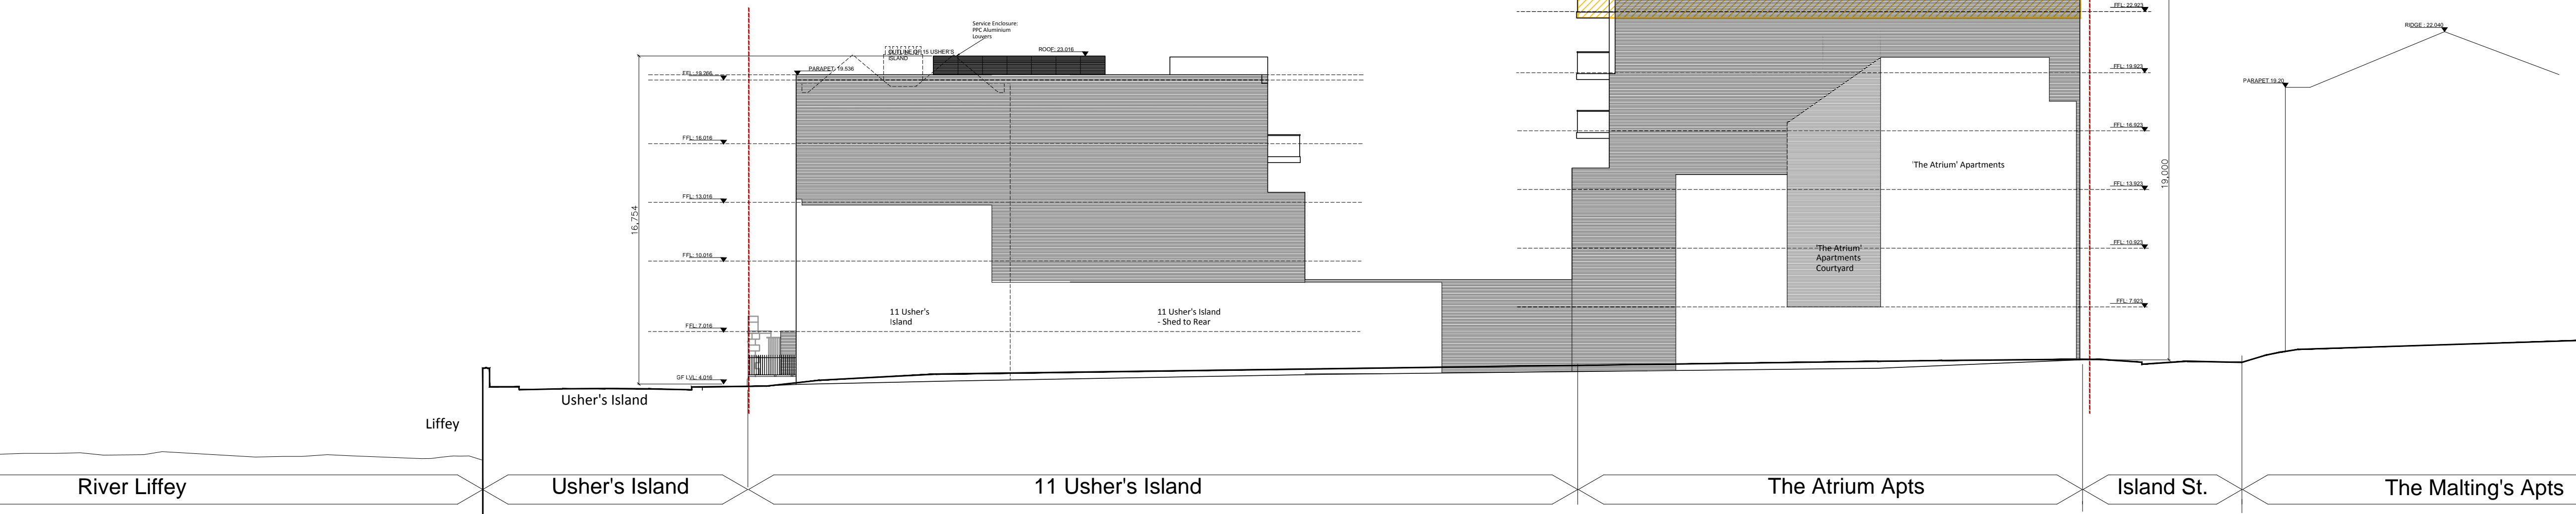 Service Enclosure:
PPC Aluminium
Louvers
OUTLINE OF 15 USHER'S
ISLAND
ROOF: 23.016
PARAPET: 19.536
FFL: 19.266
FFL: 16.016
FFL: 13.016
FFL: 10.016
FFL: 7.016
GF LVL: 4.016
16,754
11 Usher's
Island
11 Usher's Island
- Shed to Rear
'The Atrium' Apartments
'The Atrium'
Apartments
Courtyard
FFL: 22.923
FFL: 19.923
FFL: 16.923
FFL: 13.923
FFL: 10.923
FFL: 7.923
19,000
RIDGE : 22.040
PARAPET 19.20
Usher's Island
Liffey
River Liffey
Usher's Island
11 Usher's Island
The Atrium Apts
Island St.
The Malting's Apts